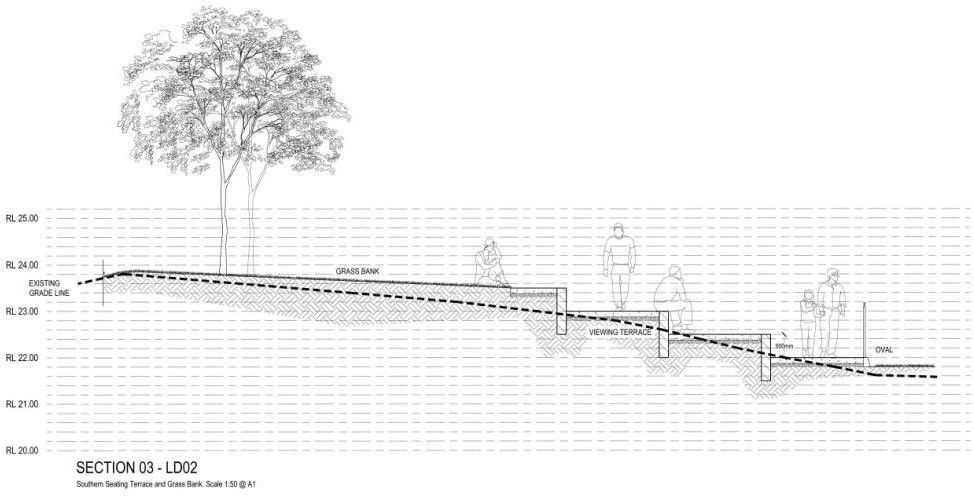 RL 25.00
RL 24.00
GRASS BANK
EXISTING
GRADE LINE
RL 23.00
VIEWING TERRACE
500mm
OVAL
RL 22.00
RL 21.00
RL 20.00
SECTION 03 - LD02
Southern Seating Terrace and Grass Bank. Scale 1:50 @ A1